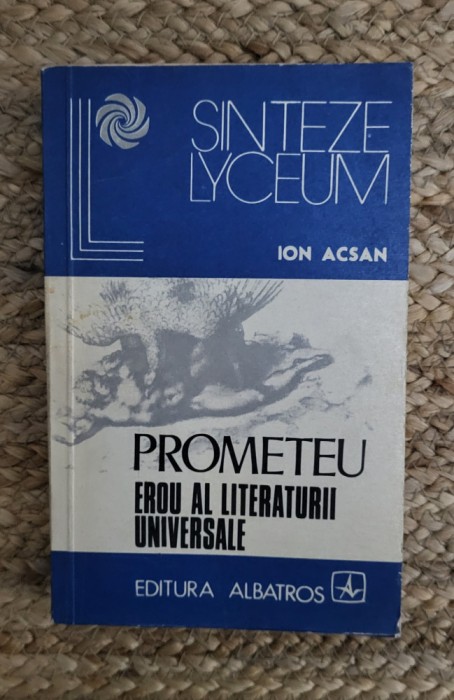 SINTEZE
LYCEUM
ION ACSAN
PROMETEU
EROU AL LITERATURII
UNIVERSALE
EDITURA ALBATROS